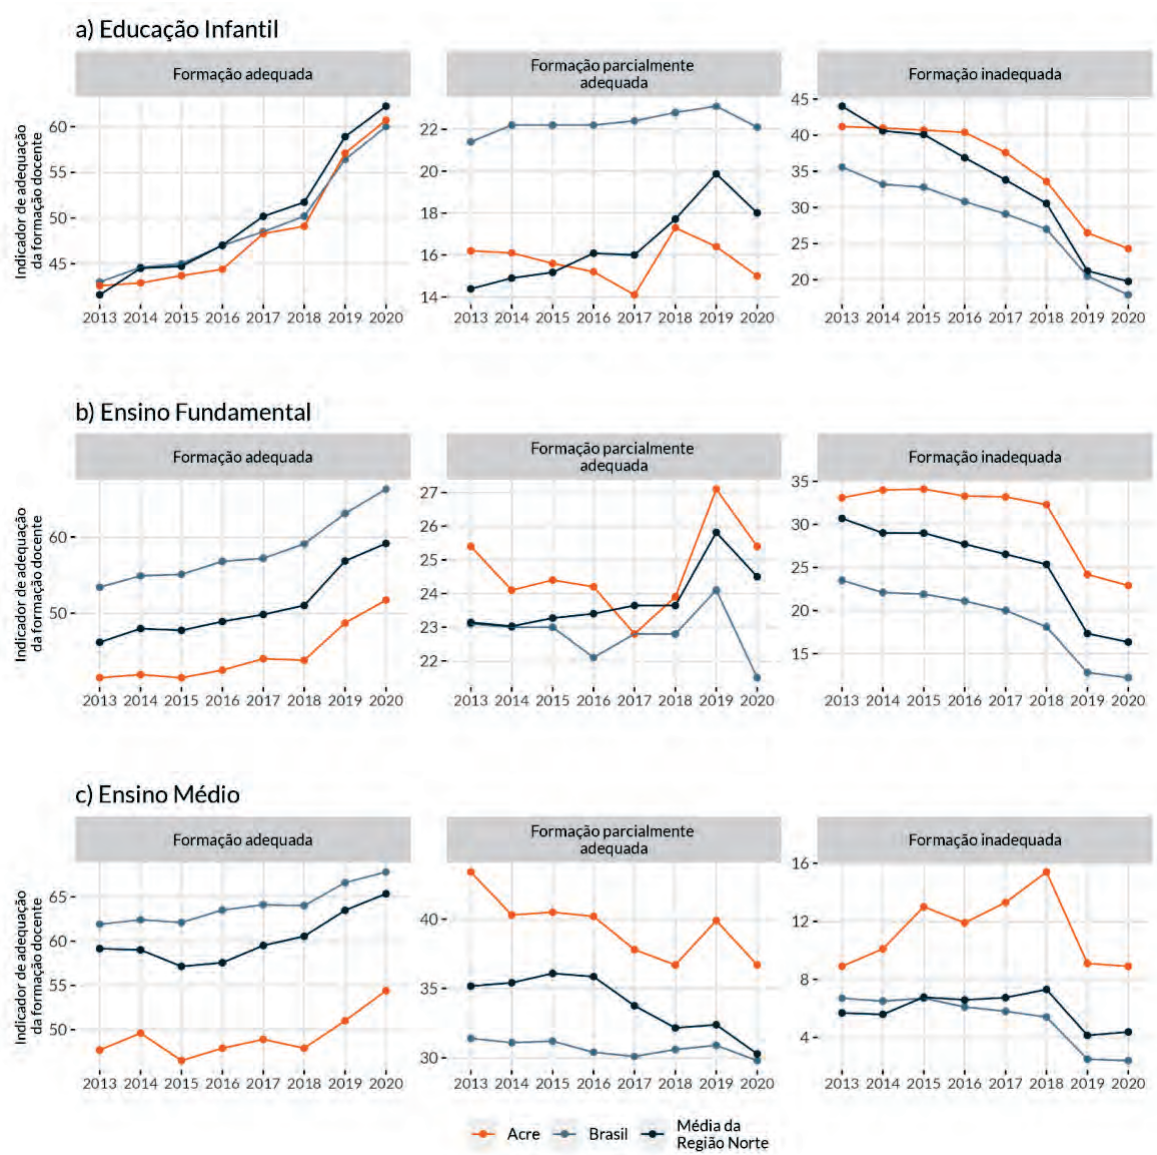 a) Educação Infantil
Formação adequada
Formação parcialmente
adequada
Formação inadequada
Indicador de adequação
da formação docente
60
55
50
45
22
20
18
16
14
45
40
35
30
25
20
2013 2014 2015 2016 2017 2018 2019 2020
2013 2014 2015 2016 2017 2018 2019 2020
2013 2014 2015 2016 2017 2018 2019 2020
b) Ensino Fundamental
Formação adequada
Formação parcialmente
adequada
Formação inadequada
Indicador de adequação
da formação docente
60
50
27
26
25
24
23
22
35
30
25
20
15
2013 2014 2015 2016 2017 2018 2019 2020
2013 2014 2015 2016 2017 2018 2019 2020
2013 2014 2015 2016 2017 2018 2019 2020
c) Ensino Médio
Formação adequada
Formação parcialmente
adequada
Formação inadequada
Indicador de adequação
da formação docente
65
60
55
50
40
35
30
16
12
8
4
2013 2014 2015 2016 2017 2018 2019 2020
2013 2014 2015 2016 2017 2018 2019 2020
2013 2014 2015 2016 2017 2018 2019 2020
Acre
Brasil
Média da
Região Norte